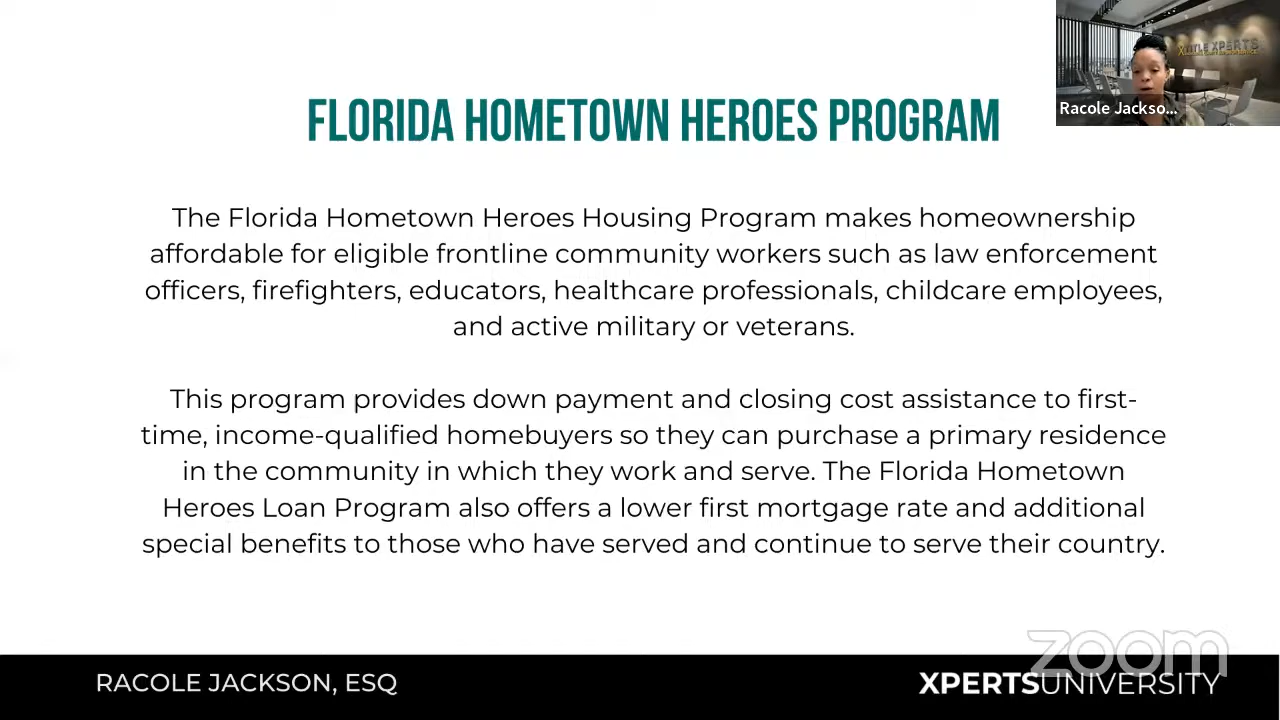 FLORIDA HOMETOWN HEROES PROGRAM
The Florida Hometown Heroes Housing Program makes homeownership
affordable for eligible frontline community workers such as law enforcement
officers, firefighters, educators, healthcare professionals, childcare employees,
and active military or veterans.
This program provides down payment and closing cost assistance to first-
time, income-qualified homebuyers so they can purchase a primary residence
in the community in which they work and serve. The Florida Hometown
Heroes Loan Program also offers a lower first mortgage rate and additional
special benefits to those who have served and continue to serve their country.
TITLE XPERTS
Racole Jackso...
zoom
RACOLE JACKSON, ESQ
XPERTSUNIVERSITY